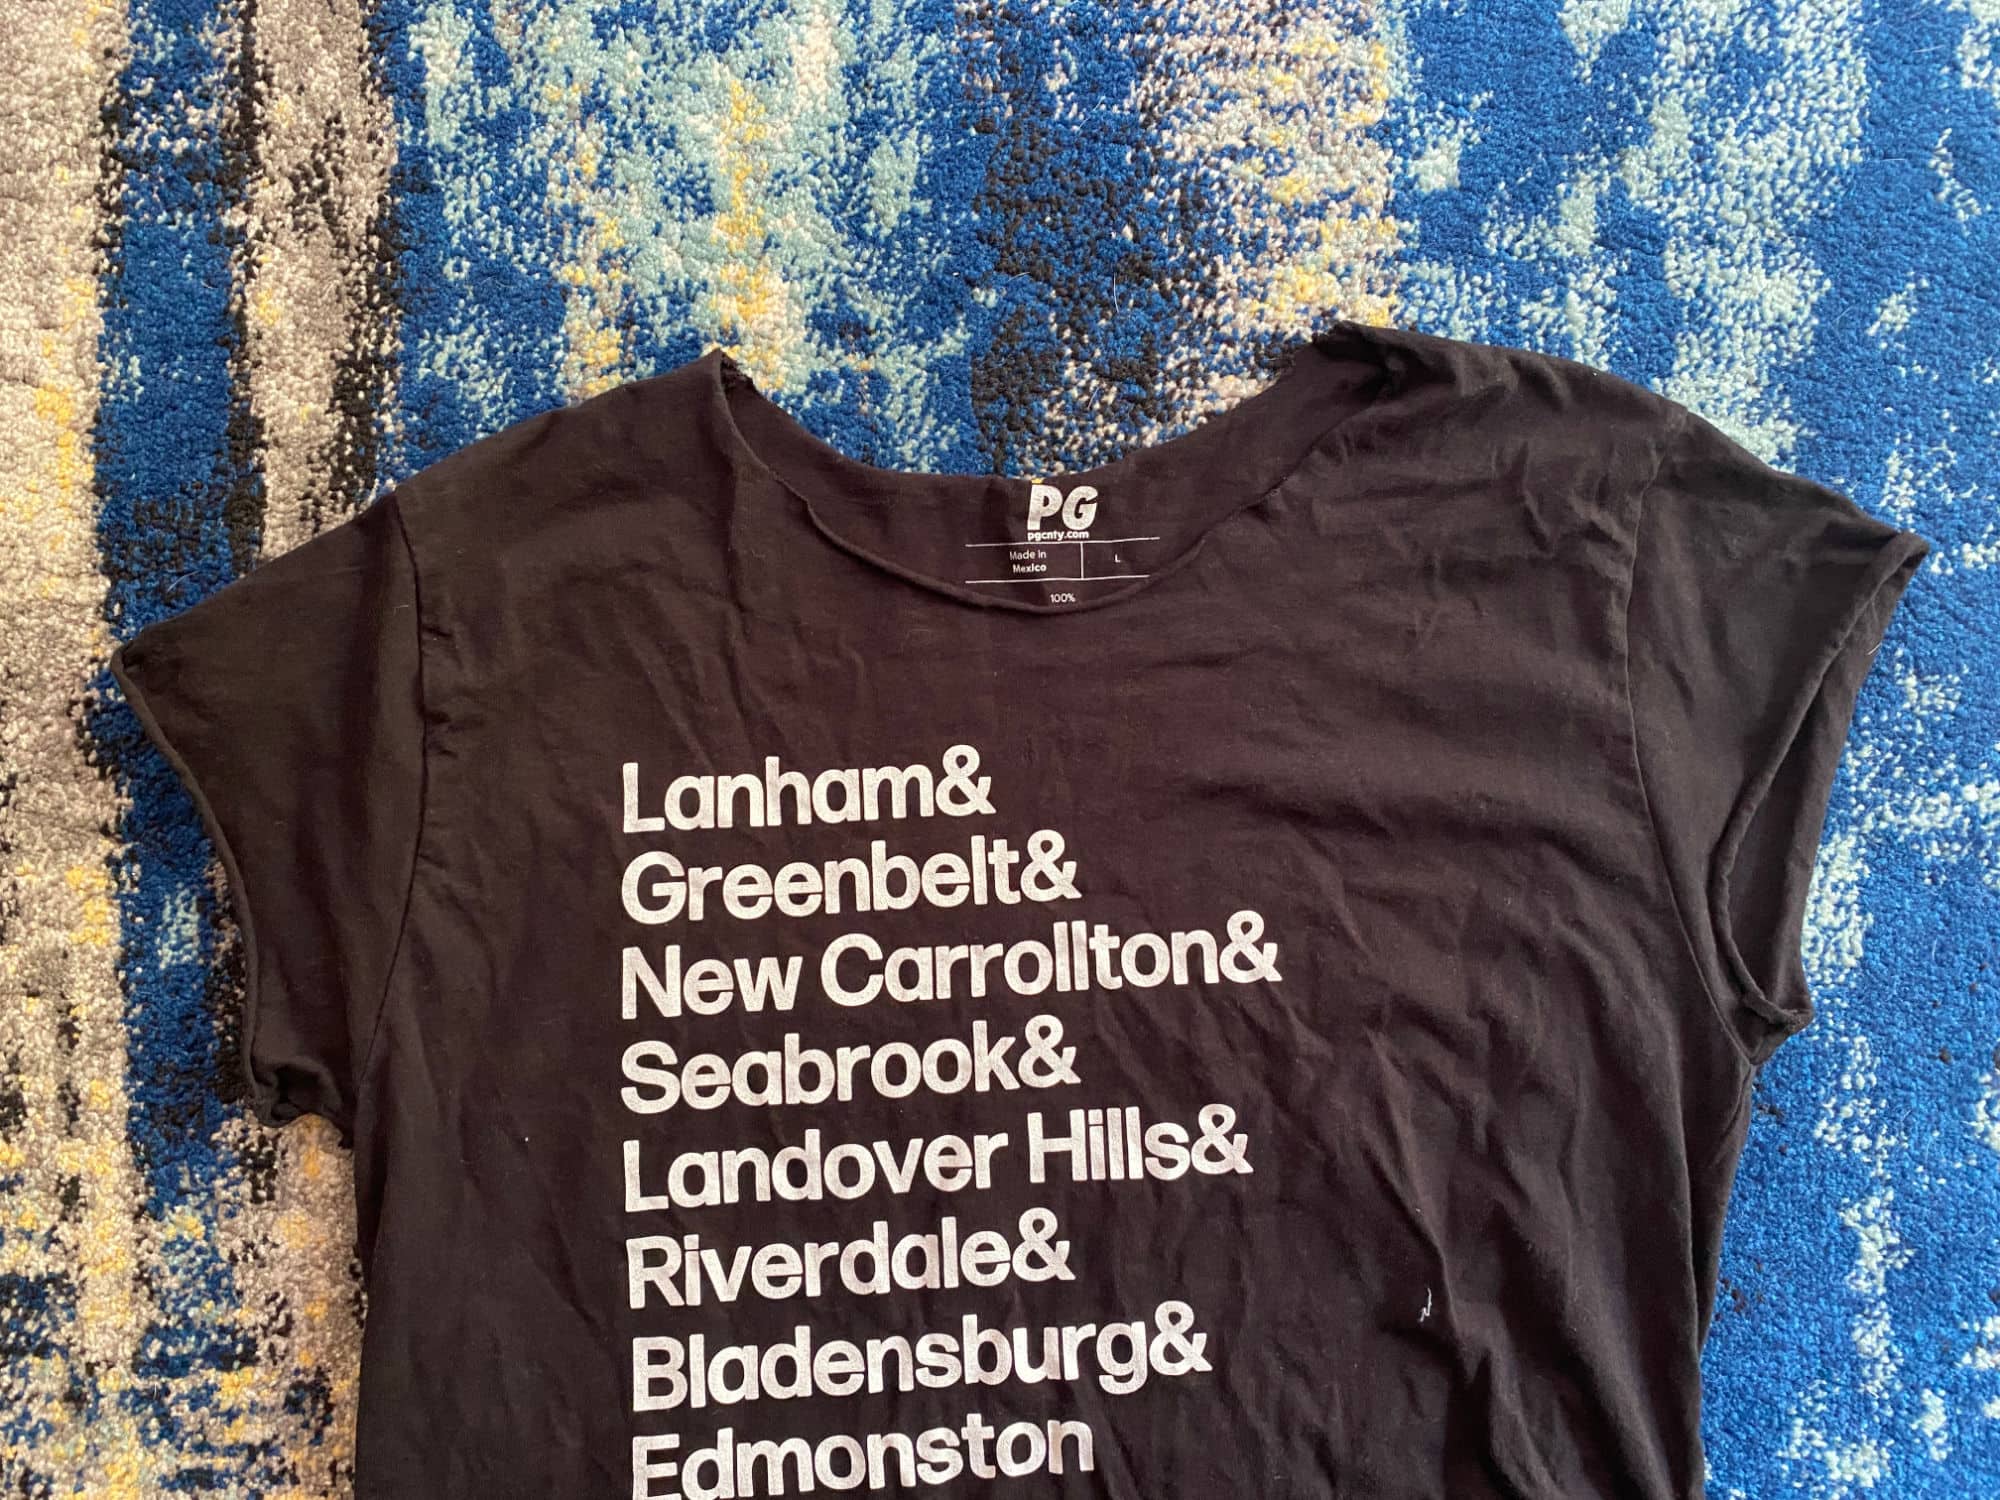 PG
pgcnty.com
Made in
Mexico
L
100%
Lanham&
Greenbelt&
New Carrollton&
Seabrook&
Landover Hills&
Riverdale&
Bladensburg&
Edmonston